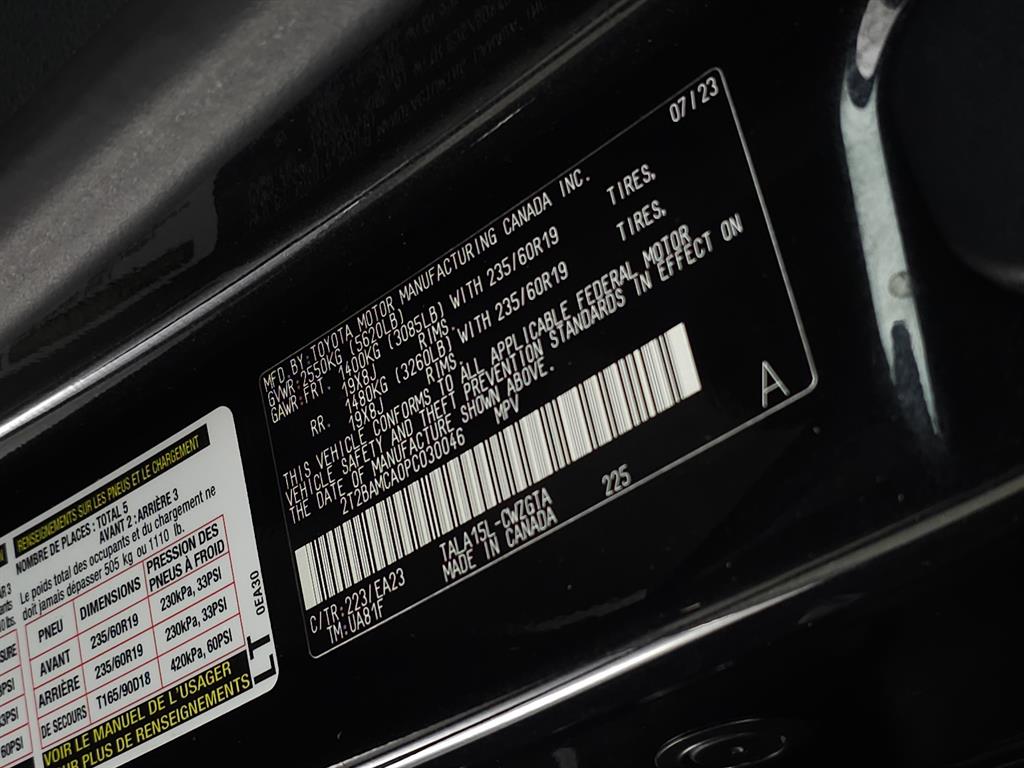 07/23
MFD. BY: TOYOTA MOTOR MANUFACTURING CANADA INC.
GVWR: 2550KG (5620LB)
GAWR: FRT. 1400KG (3085LB) WITH 235/60R19 TIRES,
19X8J RIMS
RR. 1480KG (3260LB) WITH 235/60R19 TIRES,
19X8J RIMS
THIS VEHICLE CONFORMS TO ALL APPLICABLE FEDERAL MOTOR
VEHICLE SAFETY AND THEFT PREVENTION STANDARDS IN EFFECT ON
THE DATE OF MANUFACTURE SHOWN ABOVE.
2T2BAMCA0PC030046 MPV
A
C/TR:223/EA23 TALA15L-CWZGTA 225
TM:UA81F MADE IN CANADA
RENSEIGNEMENTS SUR LES PNEUS ET LE CHARGEMENT
NOMBRE DE PLACES : TOTAL 5
AVANT 2 : ARRIÈRE 3
Le poids total des occupants et du chargement ne
doit jamais dépasser 505 kg ou 1110 lb.
PNEU DIMENSIONS PRESSION DES PNEUS À FROID
AVANT 235/60R19 230kPa, 33PSI
ARRIÈRE 235/60R19 230kPa, 33PSI
DE SECOURS T165/90D18 420kPa, 60PSI
VOIR LE MANUEL DE L'USAGER
POUR PLUS DE RENSEIGNEMENTS
LT 0EA30
60PSI